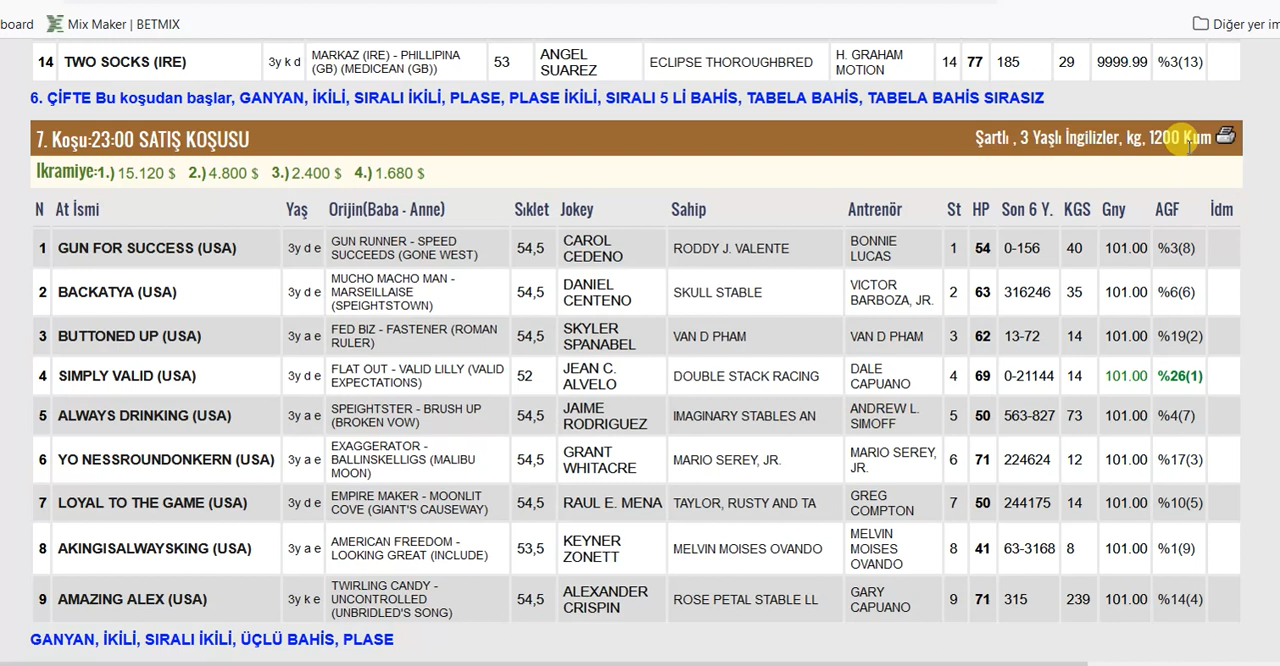 board Mix Maker | BETMIX Diğer yer im
14 TWO SOCKS (IRE) 3y k d MARKAZ (IRE) - PHILLIPINA (GB) (MEDICEAN (GB)) 53 ANGEL SUAREZ ECLIPSE THOROUGHBRED H. GRAHAM MOTION 14 77 185 29 9999.99 %3(13)
6. ÇİFTE Bu koşudan başlar, GANYAN, İKİLİ, SIRALI İKİLİ, PLASE, PLASE İKİLİ, SIRALI 5 Lİ BAHİS, TABELA BAHİS, TABELA BAHİS SIRASIZ
7. Koşu:23:00 SATIŞ KOŞUSU Şartlı , 3 Yaşlı İngilizler, kg, 1200 Kum
İkramiye:1.) 15.120 $ 2.) 4.800 $ 3.) 2.400 $ 4.) 1.680 $
N At İsmi Yaş Orijin(Baba - Anne) Sıklet Jokey Sahip Antrenör St HP Son 6 Y. KGS Gny AGF İdm
1 GUN FOR SUCCESS (USA) 3y d e GUN RUNNER - SPEED SUCCEEDS (GONE WEST) 54,5 CAROL CEDENO RODDY J. VALENTE BONNIE LUCAS 1 54 0-156 40 101.00 %3(8)
2 BACKATYA (USA) 3y d e MUCHO MACHO MAN - MARSEILLAISE (SPEIGHTSTOWN) 54,5 DANIEL CENTENO SKULL STABLE VICTOR BARBOZA, JR. 2 63 316246 35 101.00 %6(6)
3 BUTTONED UP (USA) 3y a e FED BIZ - FASTENER (ROMAN RULER) 54,5 SKYLER SPANABEL VAN D PHAM VAN D PHAM 3 62 13-72 14 101.00 %19(2)
4 SIMPLY VALID (USA) 3y d e FLAT OUT - VALID LILLY (VALID EXPECTATIONS) 52 JEAN C. ALVELO DOUBLE STACK RACING DALE CAPUANO 4 69 0-21144 14 101.00 %26(1)
5 ALWAYS DRINKING (USA) 3y a e SPEIGHTSTER - BRUSH UP (BROKEN VOW) 54,5 JAIME RODRIGUEZ IMAGINARY STABLES AN ANDREW L. SIMOFF 5 50 563-827 73 101.00 %4(7)
6 YO NESSROUNDONKERN (USA) 3y a e EXAGGERATOR - BALLINSKELLIGS (MALIBU MOON) 54,5 GRANT WHITACRE MARIO SEREY, JR. MARIO SEREY, JR. 6 71 224624 12 101.00 %17(3)
7 LOYAL TO THE GAME (USA) 3y d e EMPIRE MAKER - MOONLIT COVE (GIANT'S CAUSEWAY) 54,5 RAUL E. MENA TAYLOR, RUSTY AND TA GREG COMPTON 7 50 244175 14 101.00 %10(5)
8 AKINGISALWAYSKING (USA) 3y a e AMERICAN FREEDOM - LOOKING GREAT (INCLUDE) 53,5 KEYNER ZONETT MELVIN MOISES OVANDO MELVIN MOISES OVANDO 8 41 63-3168 8 101.00 %1(9)
9 AMAZING ALEX (USA) 3y k e TWIRLING CANDY - UNCONTROLLED (UNBRIDLED'S SONG) 54,5 ALEXANDER CRISPIN ROSE PETAL STABLE LL GARY CAPUANO 9 71 315 239 101.00 %14(4)
GANYAN, İKİLİ, SIRALI İKİLİ, ÜÇLÜ BAHİS, PLASE